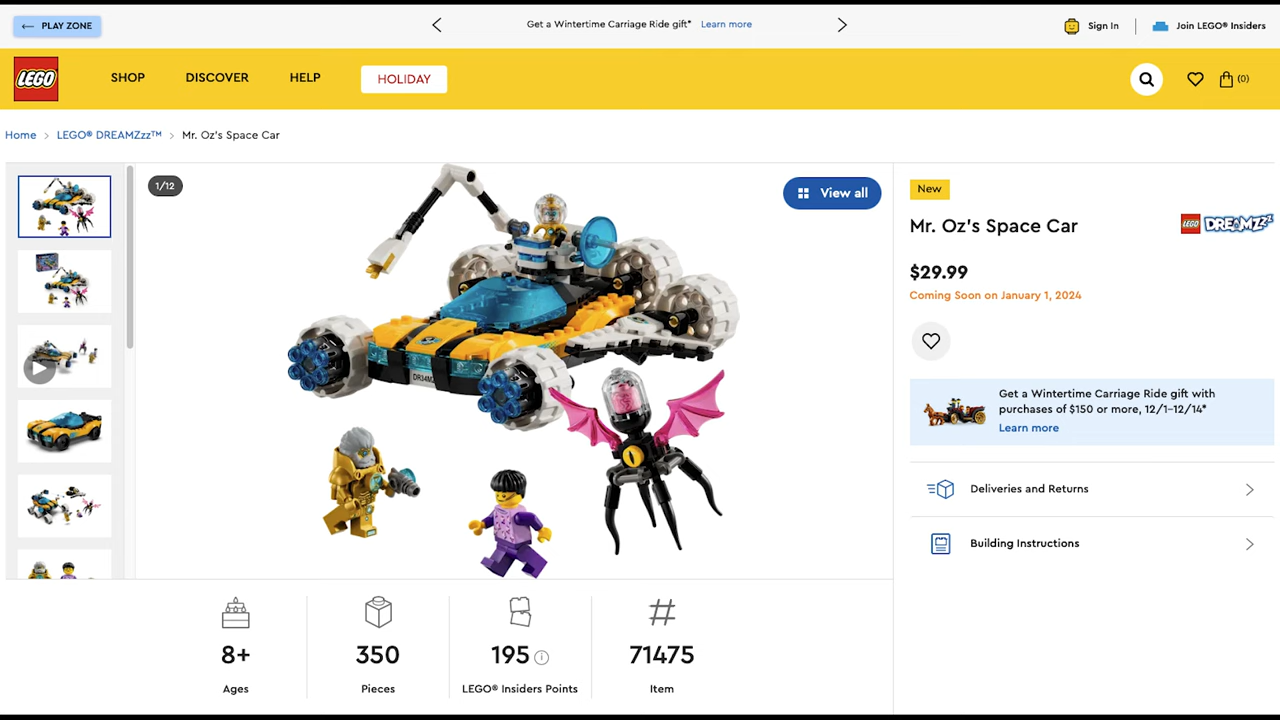 PLAY ZONE
Get a Wintertime Carriage Ride gift* Learn more
Sign In
Join LEGO® Insiders
LEGO
SHOP
DISCOVER
HELP
HOLIDAY
(0)
Home > LEGO® DREAMZzz™ > Mr. Oz's Space Car
1/12
View all
New
Mr. Oz's Space Car
LEGO DREAMZzz
$29.99
Coming Soon on January 1, 2024
Get a Wintertime Carriage Ride gift with
purchases of $150 or more, 12/1-12/14*
Learn more
Deliveries and Returns
Building Instructions
8+
Ages
350
Pieces
195
LEGO® Insiders Points
71475
Item